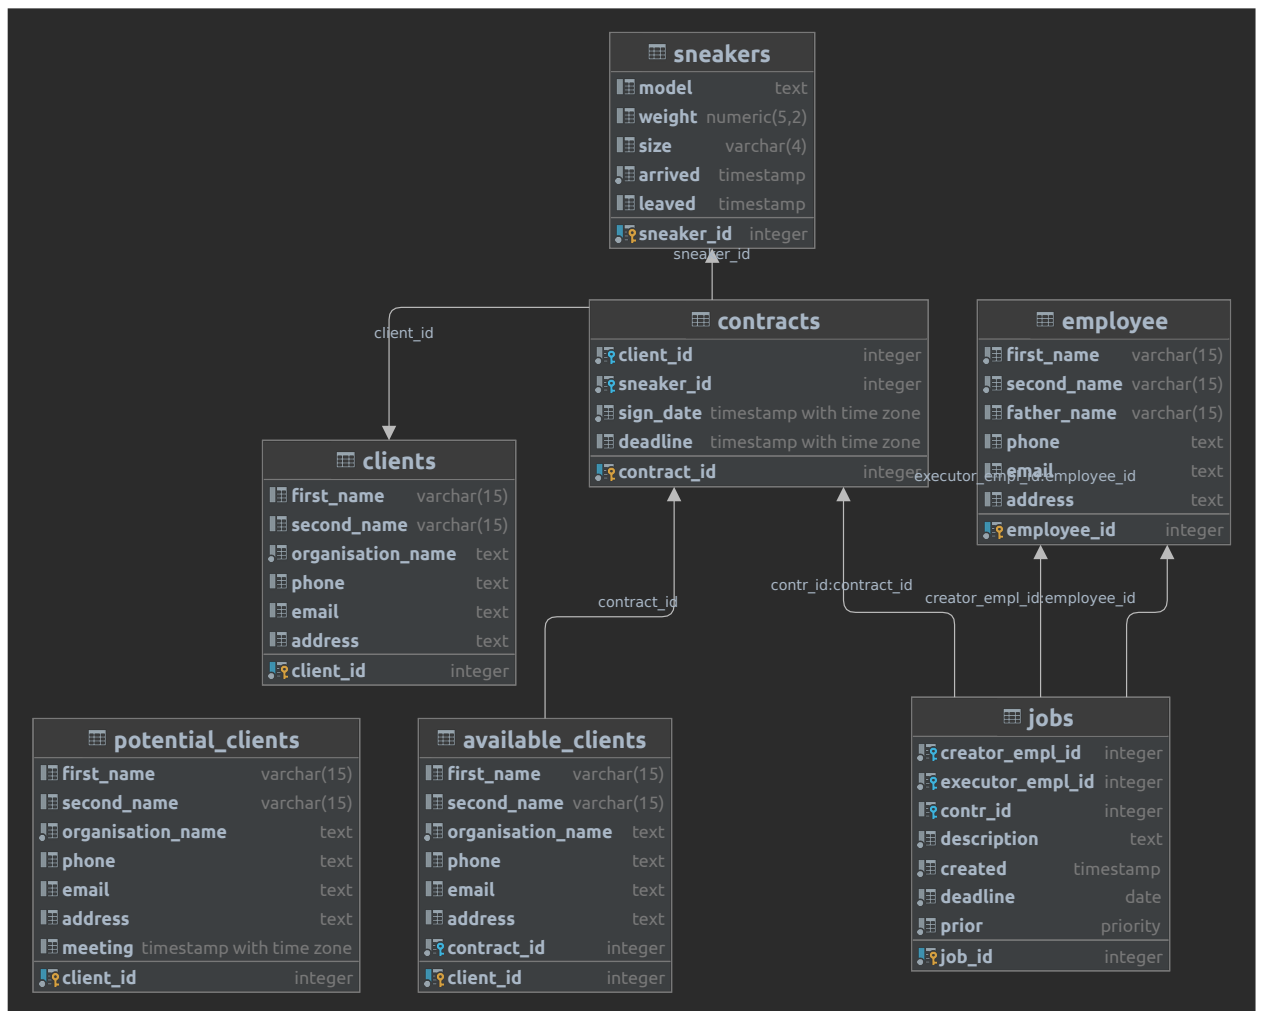 sneakers
model text
weight numeric(5,2)
size varchar(4)
arrived timestamp
leaved timestamp
sneaker_id integer
sneaker_id
client_id
contracts
client_id integer
sneaker_id integer
sign_date timestamp with time zone
deadline timestamp with time zone
contract_id integer
employee
first_name varchar(15)
second_name varchar(15)
father_name varchar(15)
phone text
email text
executor_empl_id:employee_id
address text
employee_id integer
clients
first_name varchar(15)
second_name varchar(15)
organisation_name text
phone text
email text
address text
client_id integer
contract_id
contr_id:contract_id
creator_empl_id:employee_id
potential_clients
first_name varchar(15)
second_name varchar(15)
organisation_name text
phone text
email text
address text
meeting timestamp with time zone
client_id integer
available_clients
first_name varchar(15)
second_name varchar(15)
organisation_name text
phone text
email text
address text
contract_id integer
client_id integer
jobs
creator_empl_id integer
executor_empl_id integer
contr_id integer
description text
created timestamp
deadline date
prior priority
job_id integer